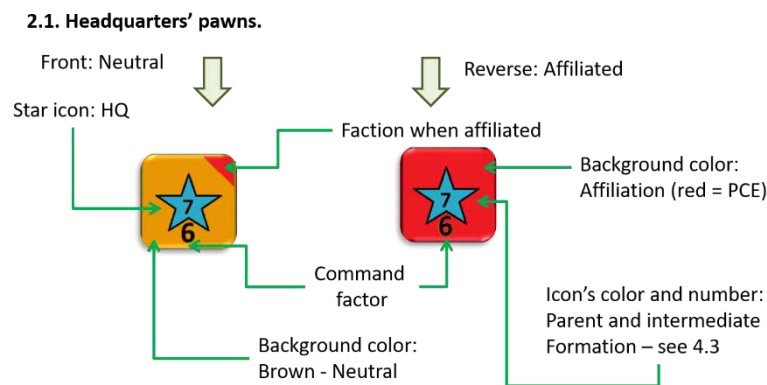 2.1. Headquarters’ pawns.
Front: Neutral
Reverse: Affiliated
Star icon: HQ
Faction when affiliated
Background color:
Affiliation (red = PCE)
7
6
7
6
Command
factor
Icon’s color and number:
Parent and intermediate
Formation – see 4.3
Background color:
Brown - Neutral